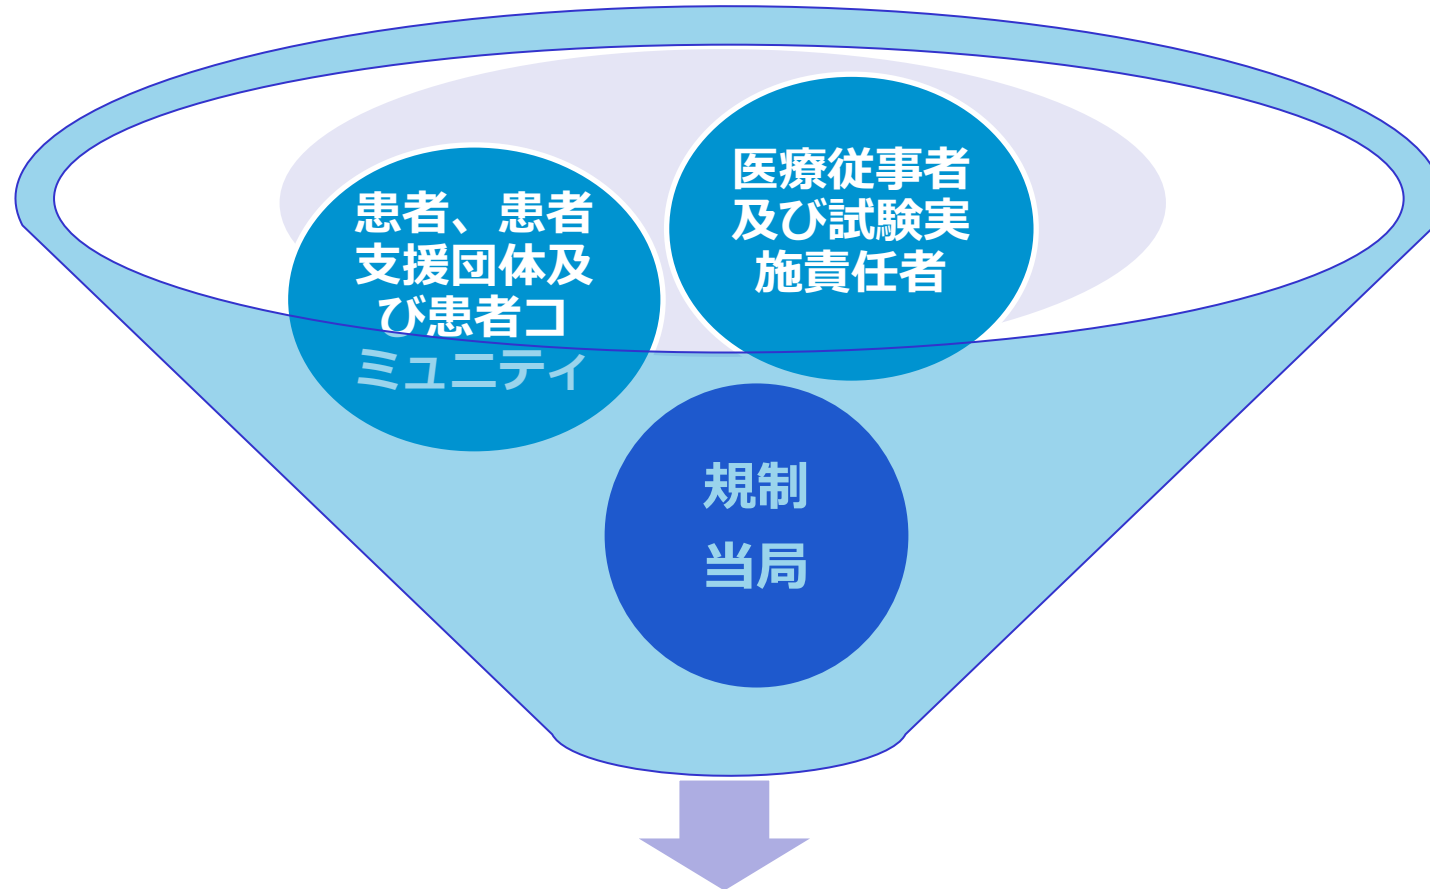 患者、患者
支援団体及
び患者コ
ミュニティ
医療従事者
及び試験実
施責任者
規制
当局